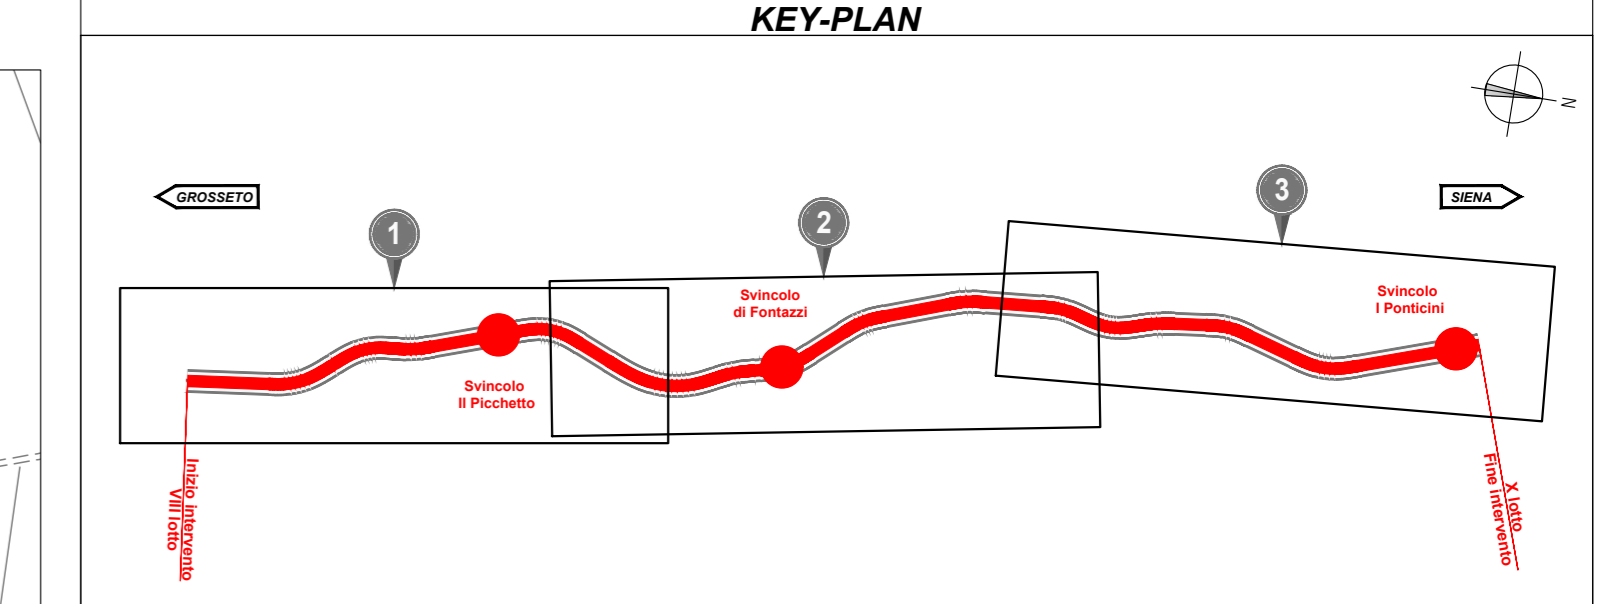 KEY-PLAN
N
GROSSETO
SIENA
1
2
3
Svincolo
Il Picchetto
Svincolo
di Fontazzi
Svincolo
I Ponticini
Inizio intervento
VIII lotto
X lotto
Fine intervento